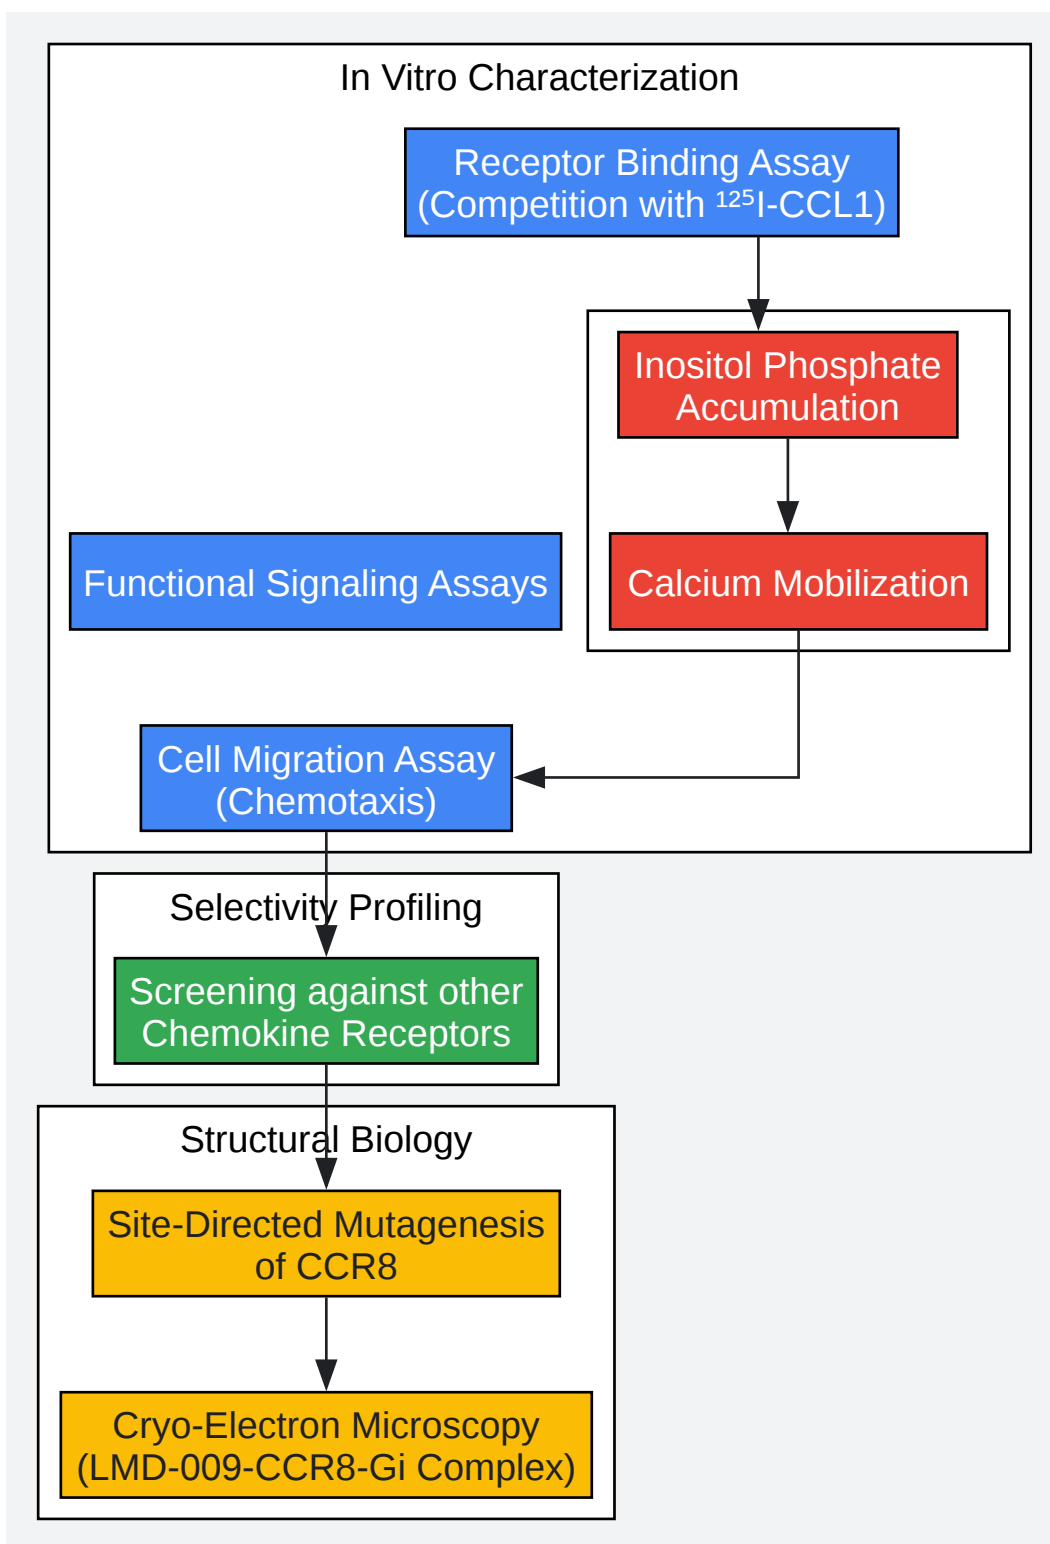 In Vitro Characterization
Receptor Binding Assay
(Competition with ¹²⁵I-CCL1)
Inositol Phosphate
Accumulation
Functional Signaling Assays
Calcium Mobilization
Cell Migration Assay
(Chemotaxis)
Selectivity Profiling
Screening against other
Chemokine Receptors
Structural Biology
Site-Directed Mutagenesis
of CCR8
Cryo-Electron Microscopy
(LMD-009-CCR8-Gi Complex)